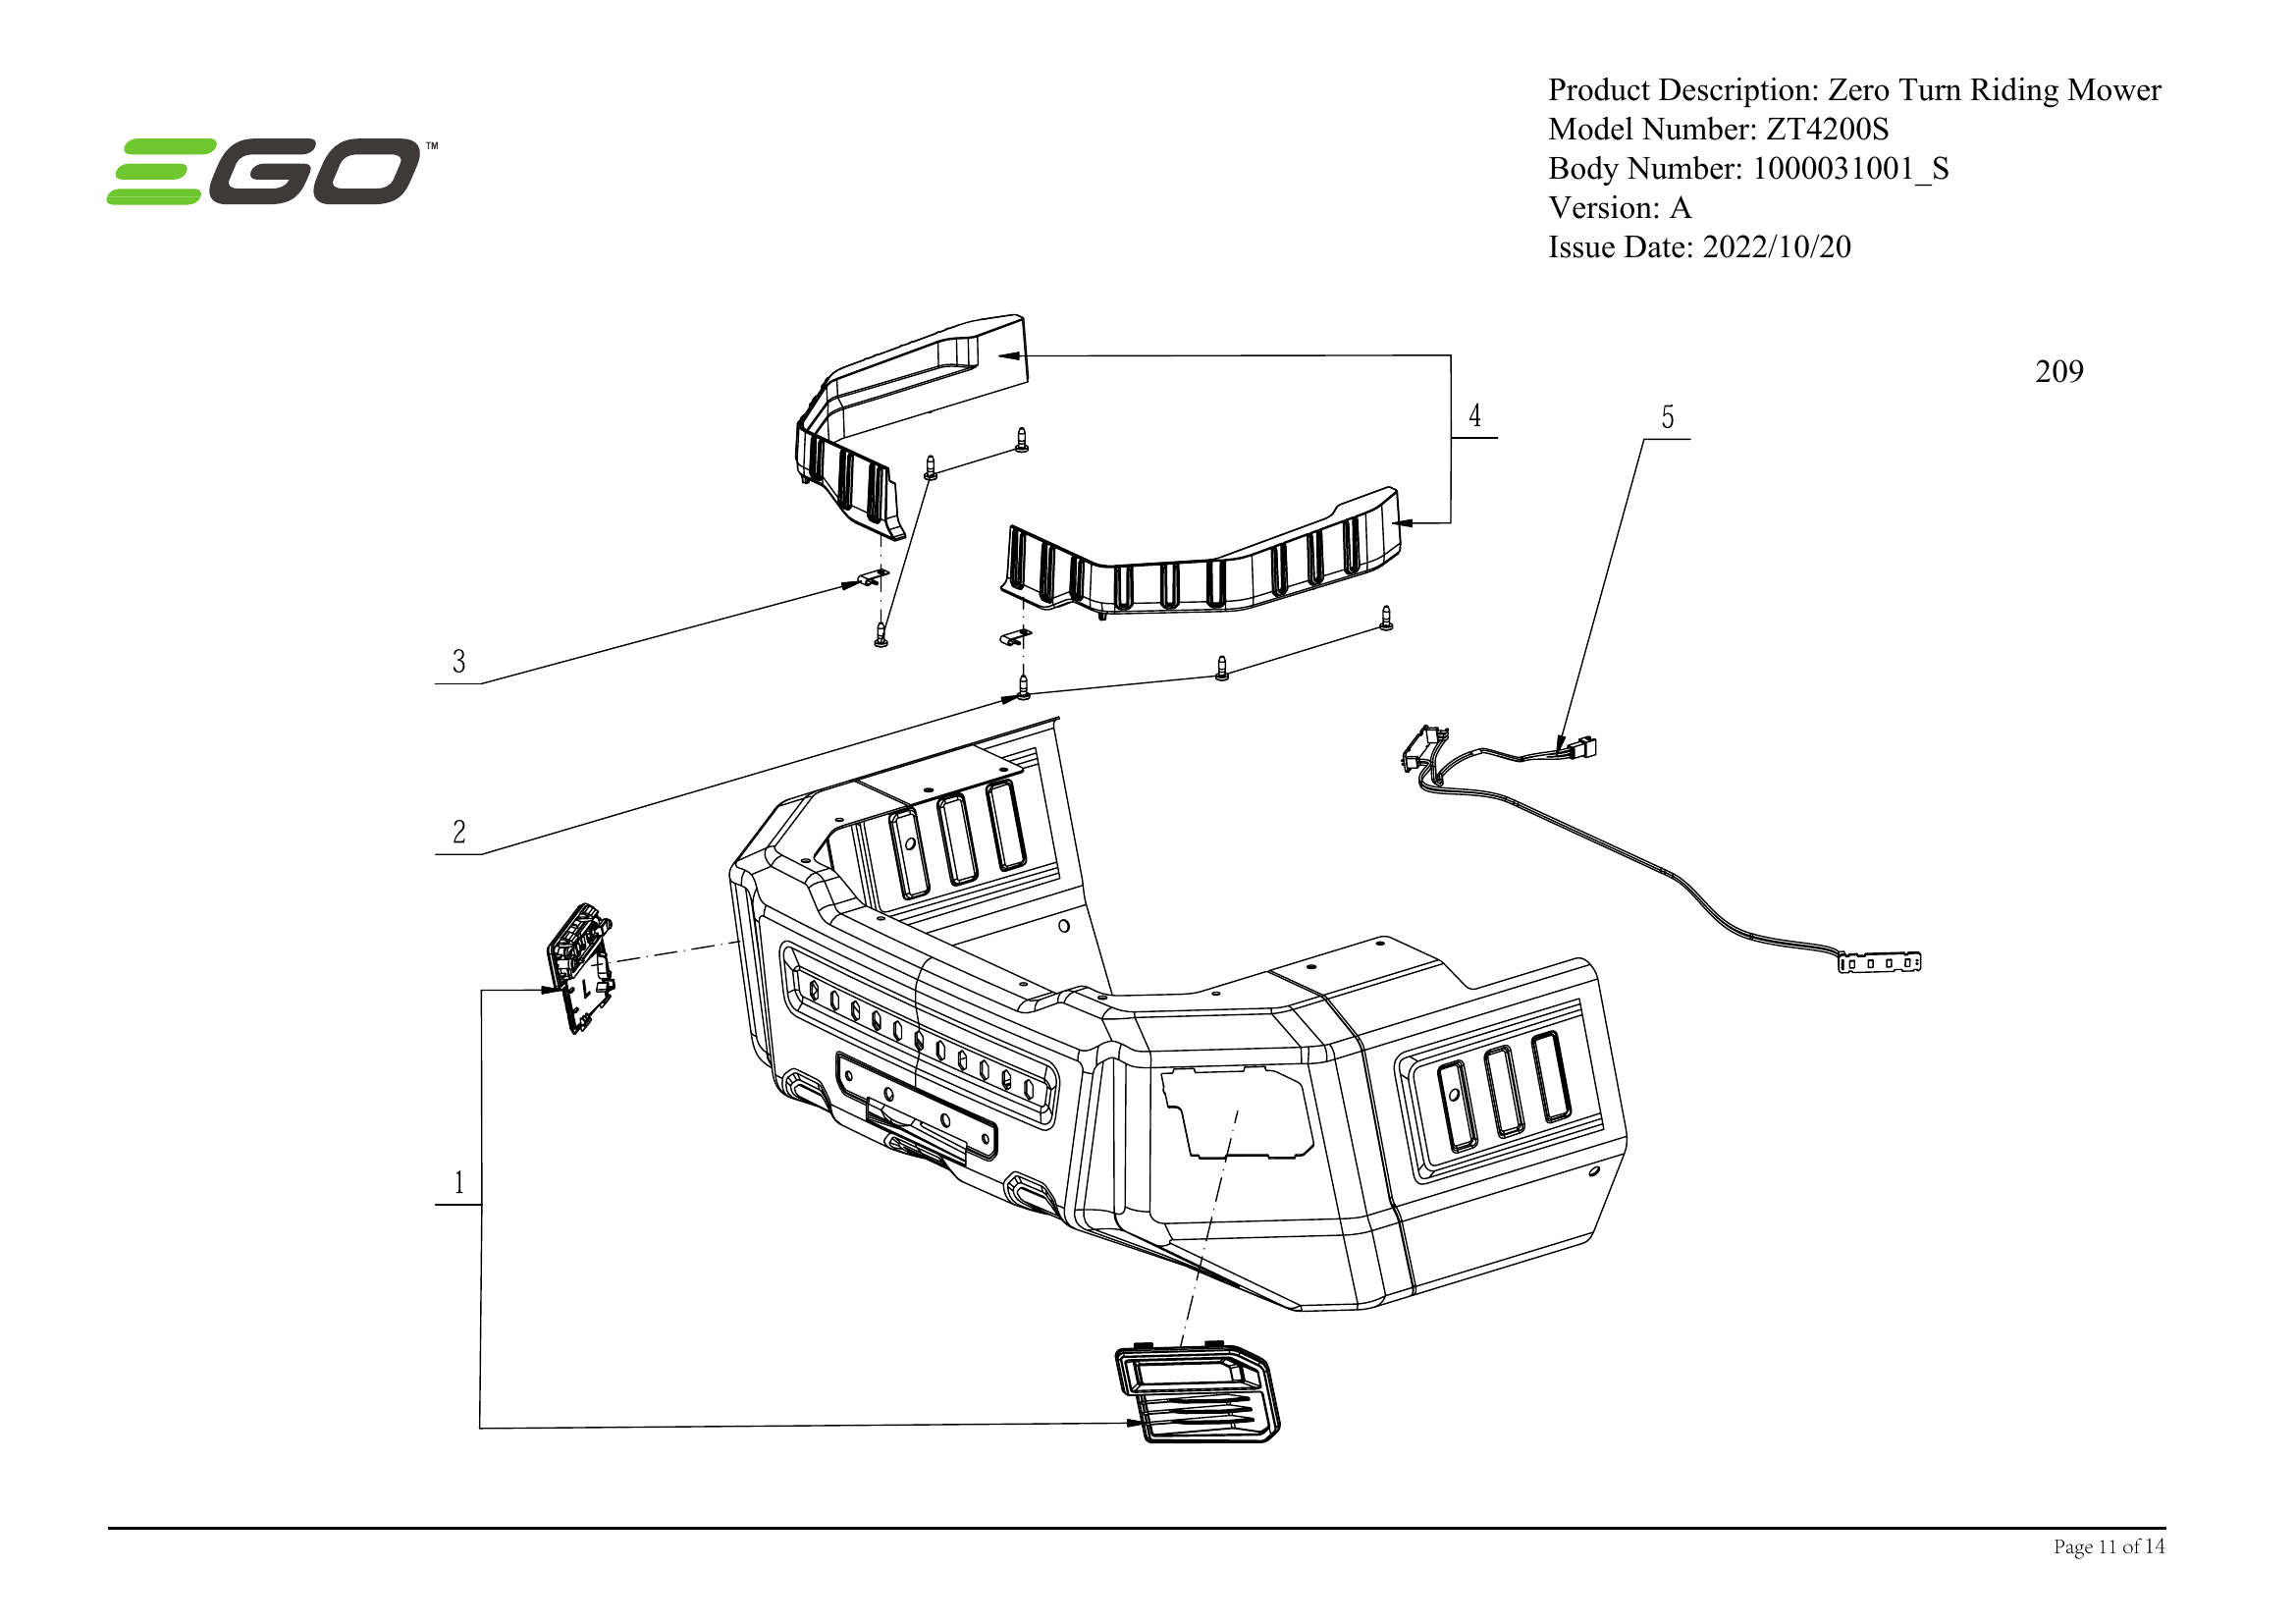 EGO™
Product Description: Zero Turn Riding Mower
Model Number: ZT4200S
Body Number: 1000031001_S
Version: A
Issue Date: 2022/10/20
209
4
5
3
2
L
1
Page 11 of 14